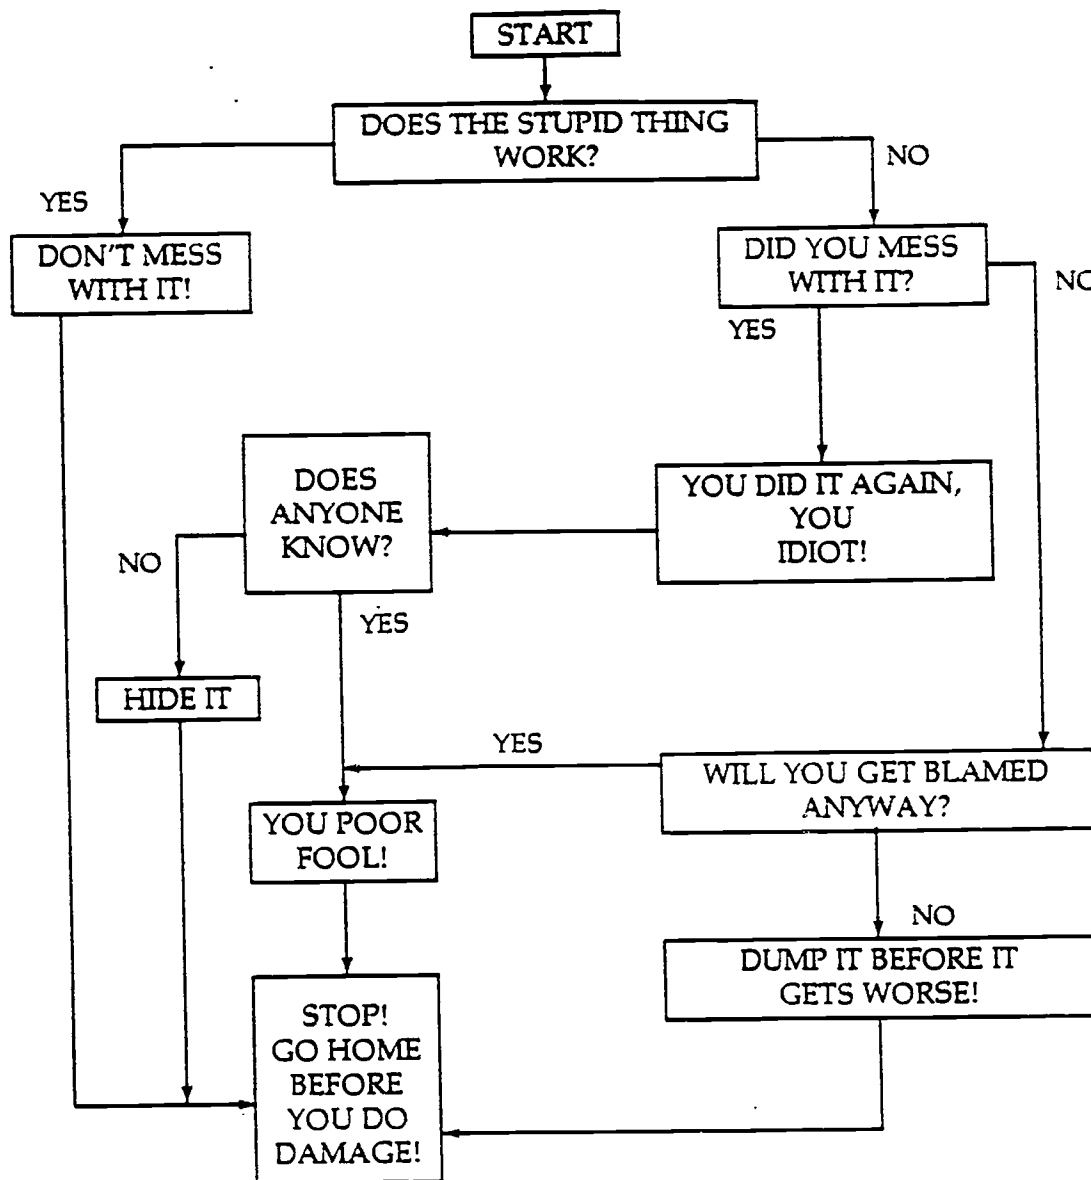 START
DOES THE STUPID THING
WORK?
NO
YES
DON'T MESS
WITH IT!
DID YOU MESS
WITH IT?
NO
YES
DOES
ANYONE
KNOW?
YOU DID IT AGAIN,
YOU
IDIOT!
NO
YES
HIDE IT
YES
WILL YOU GET BLAMED
ANYWAY?
YOU POOR
FOOL!
NO
DUMP IT BEFORE IT
GETS WORSE!
STOP!
GO HOME
BEFORE
YOU DO
DAMAGE!